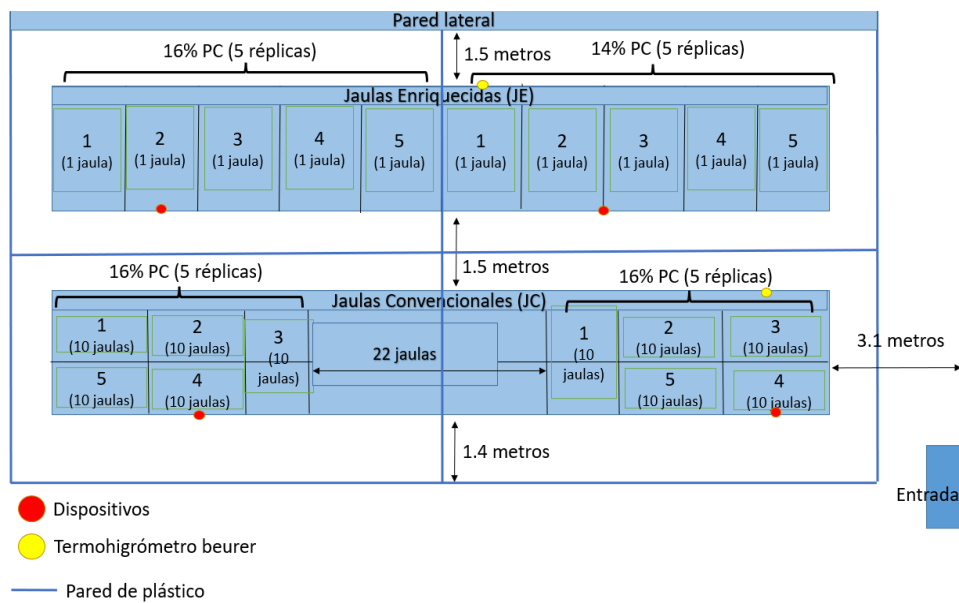 Pared lateral
1.5 metros
16% PC (5 réplicas)
14% PC (5 réplicas)
Jaulas Enriquecidas (JE)
1
(1 jaula)
2
(1 jaula)
3
(1 jaula)
4
(1 jaula)
5
(1 jaula)
1
(1 jaula)
2
(1 jaula)
3
(1 jaula)
4
(1 jaula)
5
(1 jaula)
1.5 metros
16% PC (5 réplicas)
16% PC (5 réplicas)
Jaulas Convencionales (JC)
1
(10 jaulas)
2
(10 jaulas)
3
(10
jaulas)
5
(10 jaulas)
4
(10 jaulas)
22 jaulas
1
(10
jaulas)
2
(10 jaulas)
3
(10 jaulas)
5
(10 jaulas)
4
(10 jaulas)
3.1 metros
1.4 metros
Entrada
Dispositivos
Termohigrómetro beurer
Pared de plástico